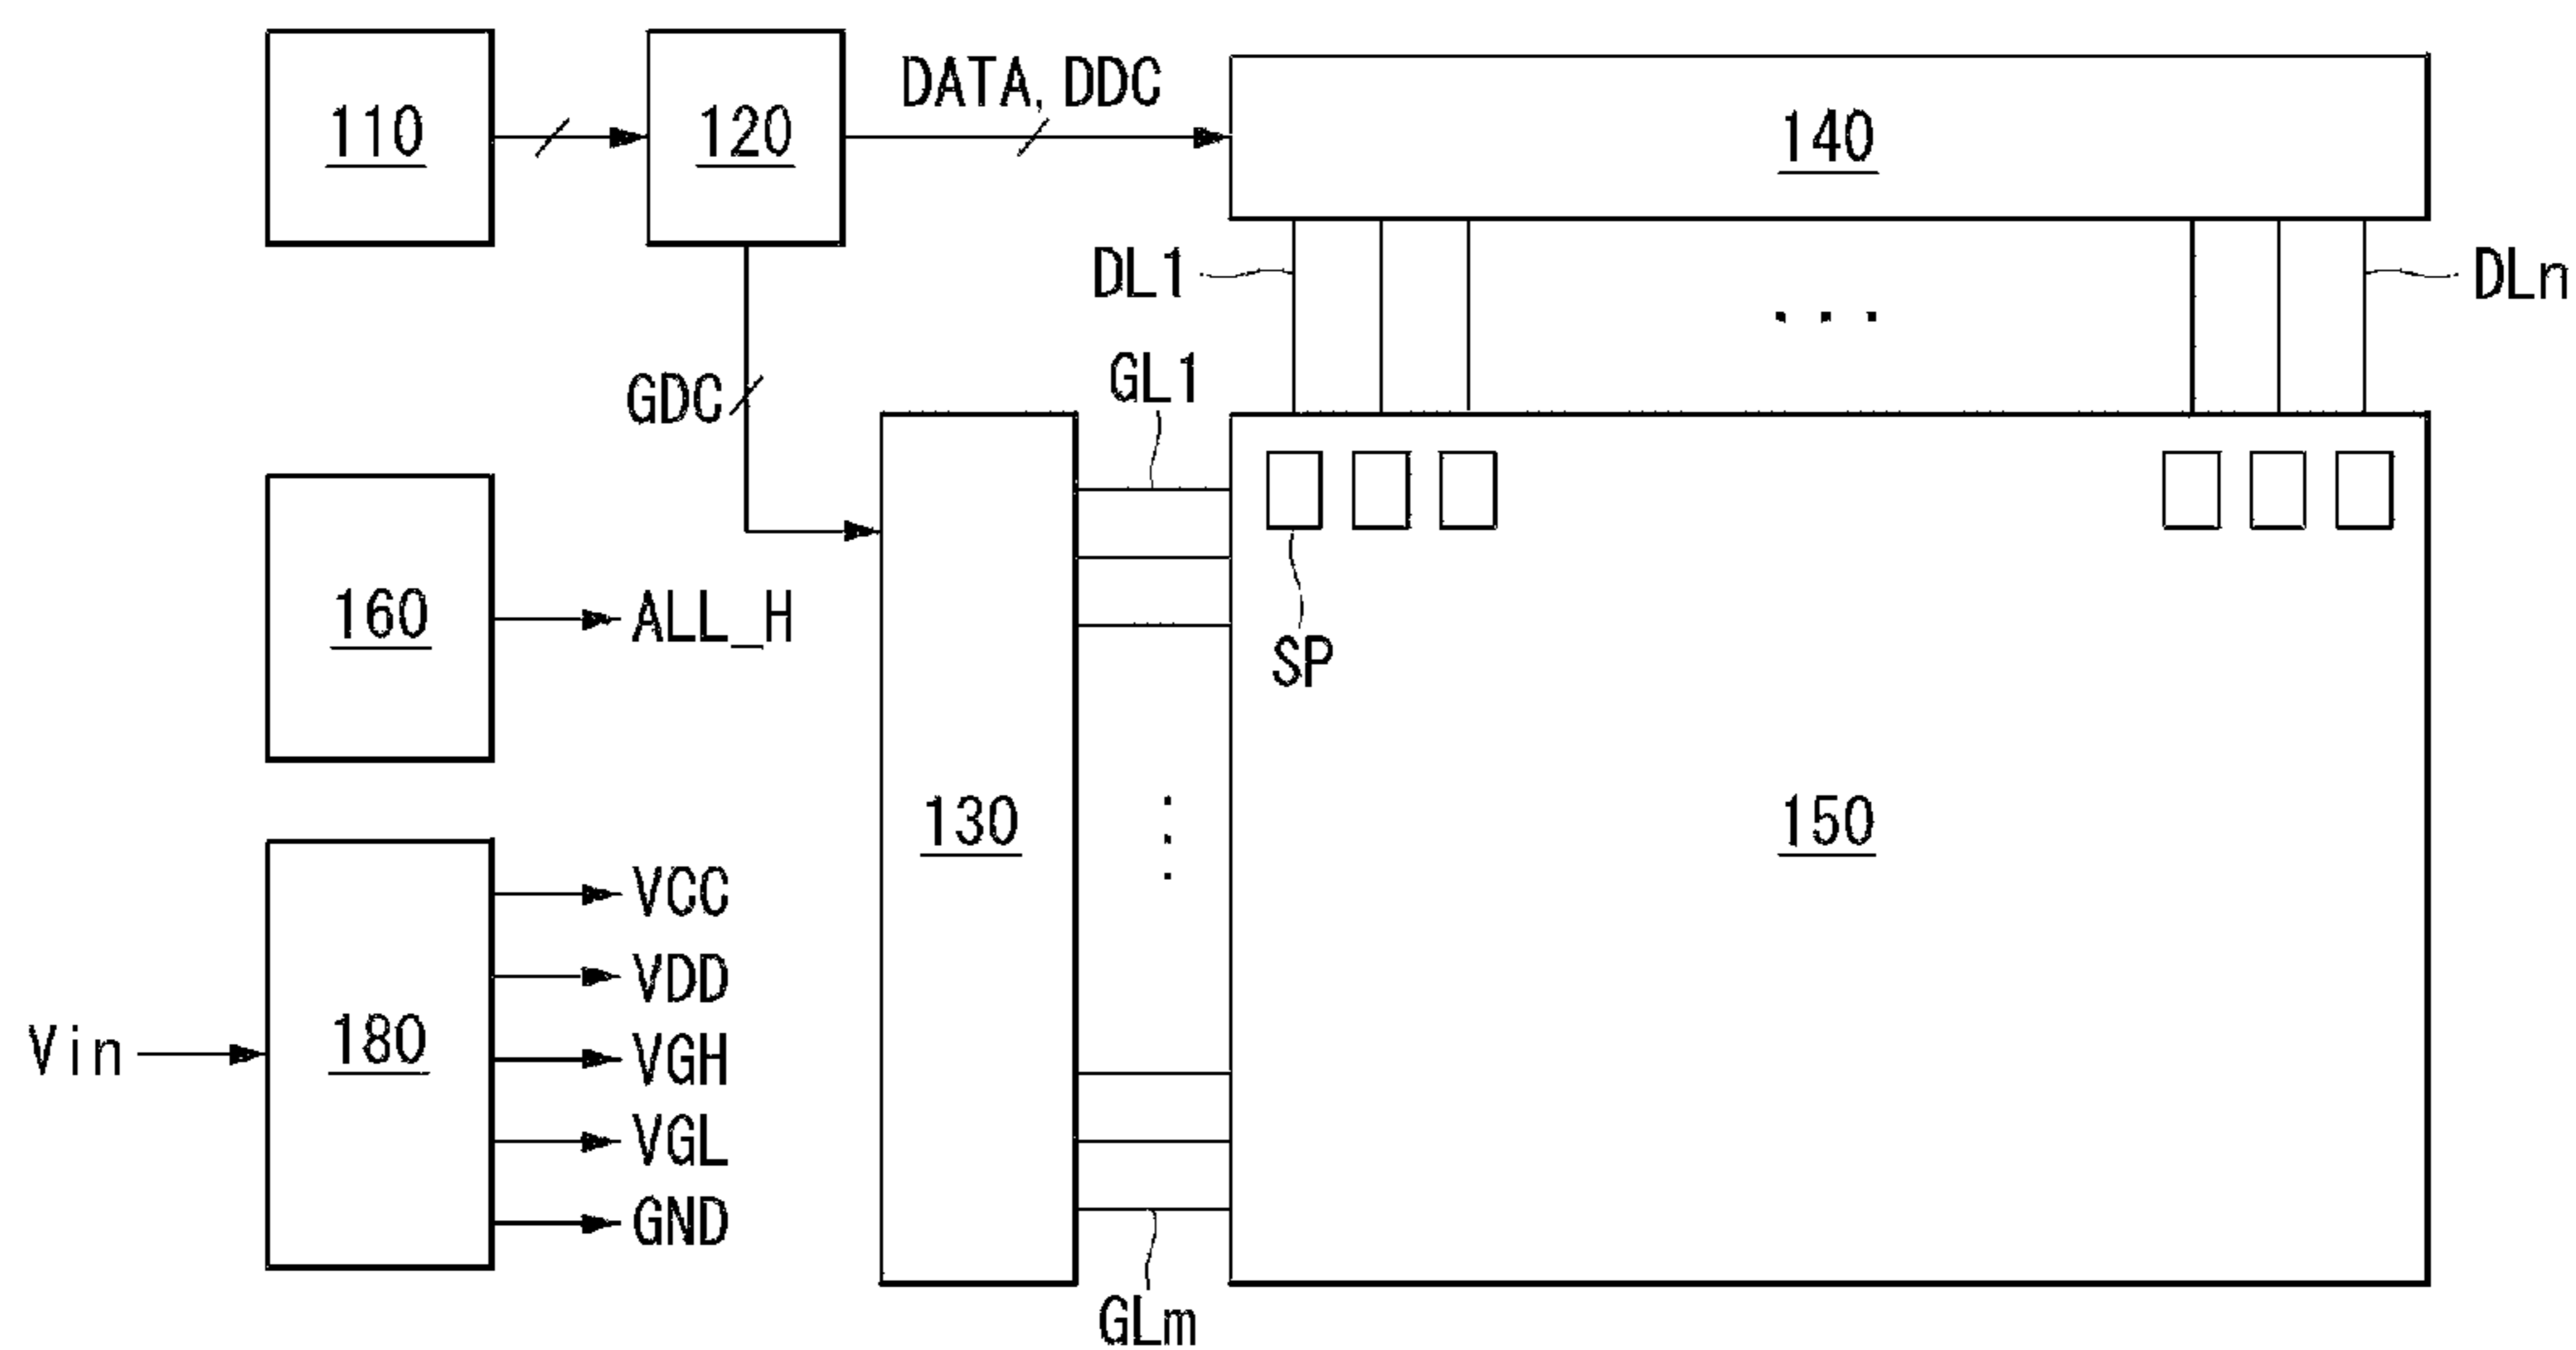 110
120
DATA, DDC
140
DL1
DLn
GDC
GL1
160
ALL_H
SP
130
150
VCC
VDD
Vin
180
VGH
VGL
GND
GLm